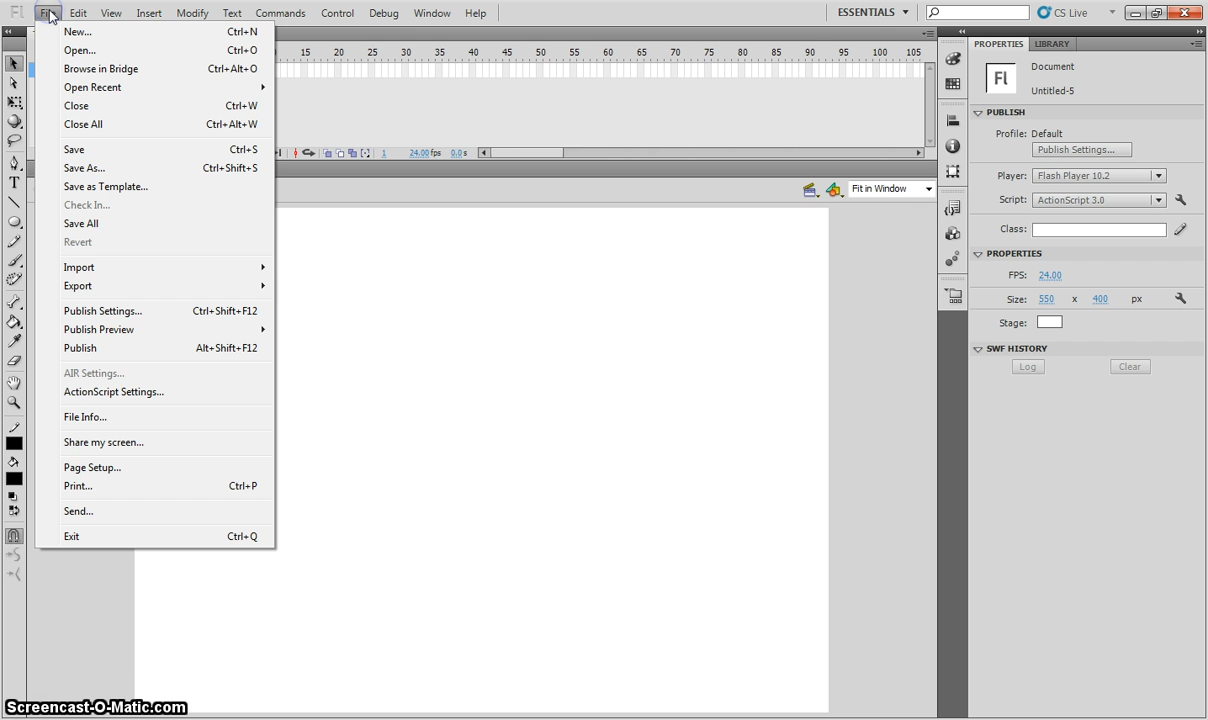 Fl File Edit View Insert Modify Text Commands Control Debug Window Help ESSENTIALS CS Live
New... Ctrl+N
Open... Ctrl+O
Browse in Bridge Ctrl+Alt+O
Open Recent
Close Ctrl+W
Close All Ctrl+Alt+W
Save Ctrl+S
Save As... Ctrl+Shift+S
Save as Template...
Check In...
Save All
Revert
Import
Export
Publish Settings... Ctrl+Shift+F12
Publish Preview
Publish Alt+Shift+F12
AIR Settings...
ActionScript Settings...
File Info...
Share my screen...
Page Setup...
Print... Ctrl+P
Send...
Exit Ctrl+Q
15 20 25 30 35 40 45 50 55 60 65 70 75 80 85 90 95 100 105
1 24.00 fps 0.0 s
Fit in Window
PROPERTIES LIBRARY
Fl Document
Untitled-5
PUBLISH
Profile: Default
Publish Settings...
Player: Flash Player 10.2
Script: ActionScript 3.0
Class:
PROPERTIES
FPS: 24.00
Size: 550 x 400 px
Stage:
SWF HISTORY
Log Clear
Screencast-O-Matic.com